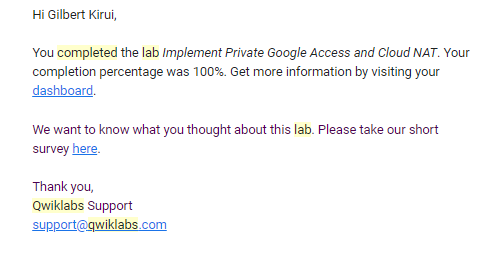 Hi Gilbert Kirui,
You completed the lab Implement Private Google Access and Cloud NAT. Your
completion percentage was 100%. Get more information by visiting your
dashboard.
We want to know what you thought about this lab. Please take our short
survey here.
Thank you,
Qwiklabs Support
support@qwiklabs.com